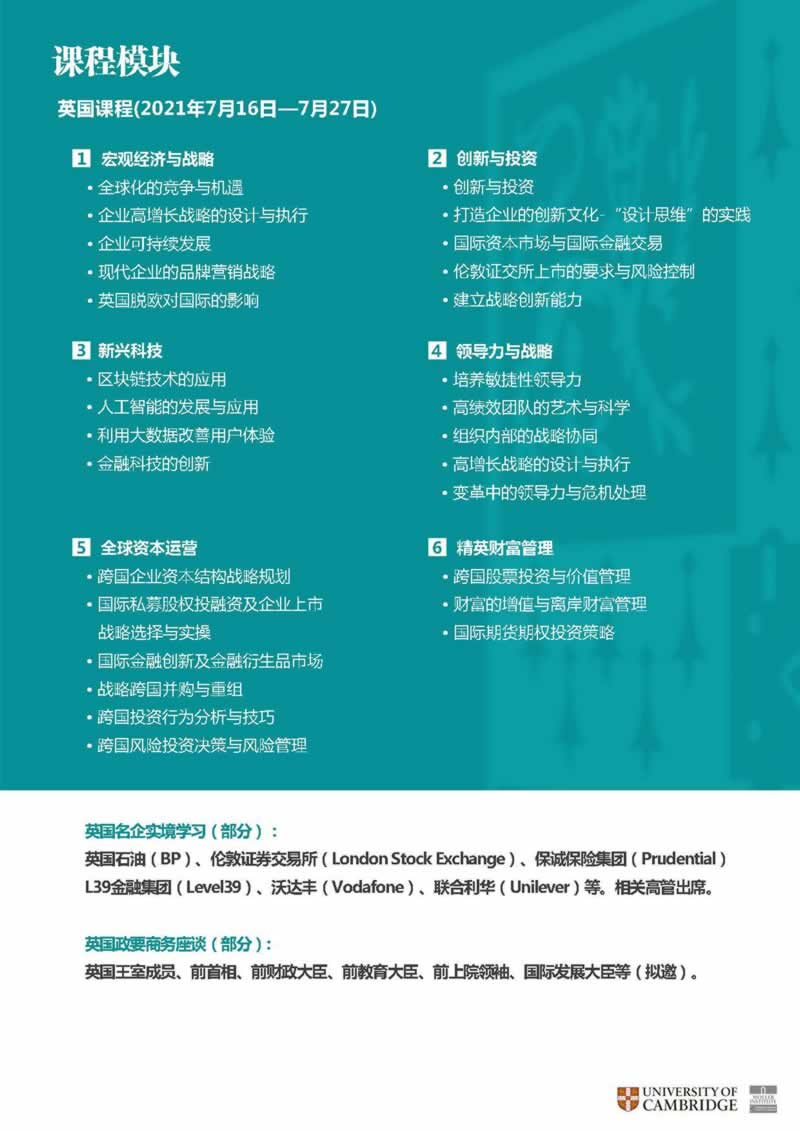 课程模块
英国课程(2021年7月16日—7月27日)
1 宏观经济与战略
• 全球化的竞争与机遇
• 企业高增长战略的设计与执行
• 企业可持续发展
• 现代企业的品牌营销战略
• 英国脱欧对国际的影响
2 创新与投资
• 创新与投资
• 打造企业的创新文化-“设计思维”的实践
• 国际资本市场与国际金融交易
• 伦敦证交所上市的要求与风险控制
• 建立战略创新能力
3 新兴科技
• 区块链技术的应用
• 人工智能的发展与应用
• 利用大数据改善用户体验
• 金融科技的创新
4 领导力与战略
• 培养敏捷性领导力
• 高绩效团队的艺术与科学
• 组织内部的战略协同
• 高增长战略的设计与执行
• 变革中的领导力与危机处理
5 全球资本运营
• 跨国企业资本结构战略规划
• 国际私募股权投融资及企业上市
战略选择与实操
• 国际金融创新及金融衍生品市场
• 战略跨国并购与重组
• 跨国投资行为分析与技巧
• 跨国风险投资决策与风险管理
6 精英财富管理
• 跨国股票投资与价值管理
• 财富的增值与离岸财富管理
• 国际期货期权投资策略
英国名企实境学习（部分）：
英国石油（BP）、伦敦证券交易所（London Stock Exchange）、保诚保险集团（Prudential）
L39金融集团（Level39）、沃达丰（Vodafone）、联合利华（Unilever）等。相关高管出席。
英国政要商务座谈（部分）：
英国王室成员、前首相、前财政大臣、前教育大臣、前上院领袖、国际发展大臣等（拟邀）。
UNIVERSITY OF
CAMBRIDGE
MØLLER
INSTITUTE